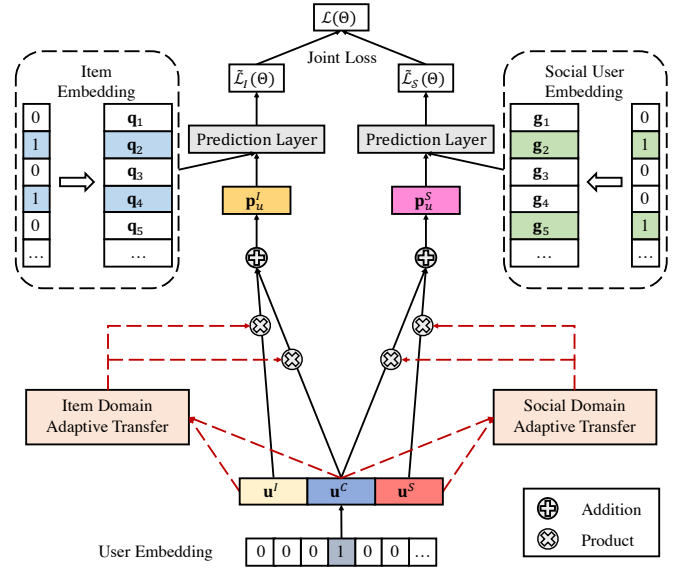 ℒ(Θ)
Joint Loss
ℒ̃_I(Θ)
ℒ̃_S(Θ)
Item
Embedding
0
1
0
1
0
...
q₁
q₂
q₃
q₄
q₅
...
Prediction Layer
Prediction Layer
Social User
Embedding
g₁
g₂
g₃
g₄
g₅
...
0
1
0
0
1
...
p_u^I
p_u^S
Item Domain
Adaptive Transfer
Social Domain
Adaptive Transfer
u^I u^C u^S
User Embedding 0 0 0 1 0 0 ...
Addition
Product